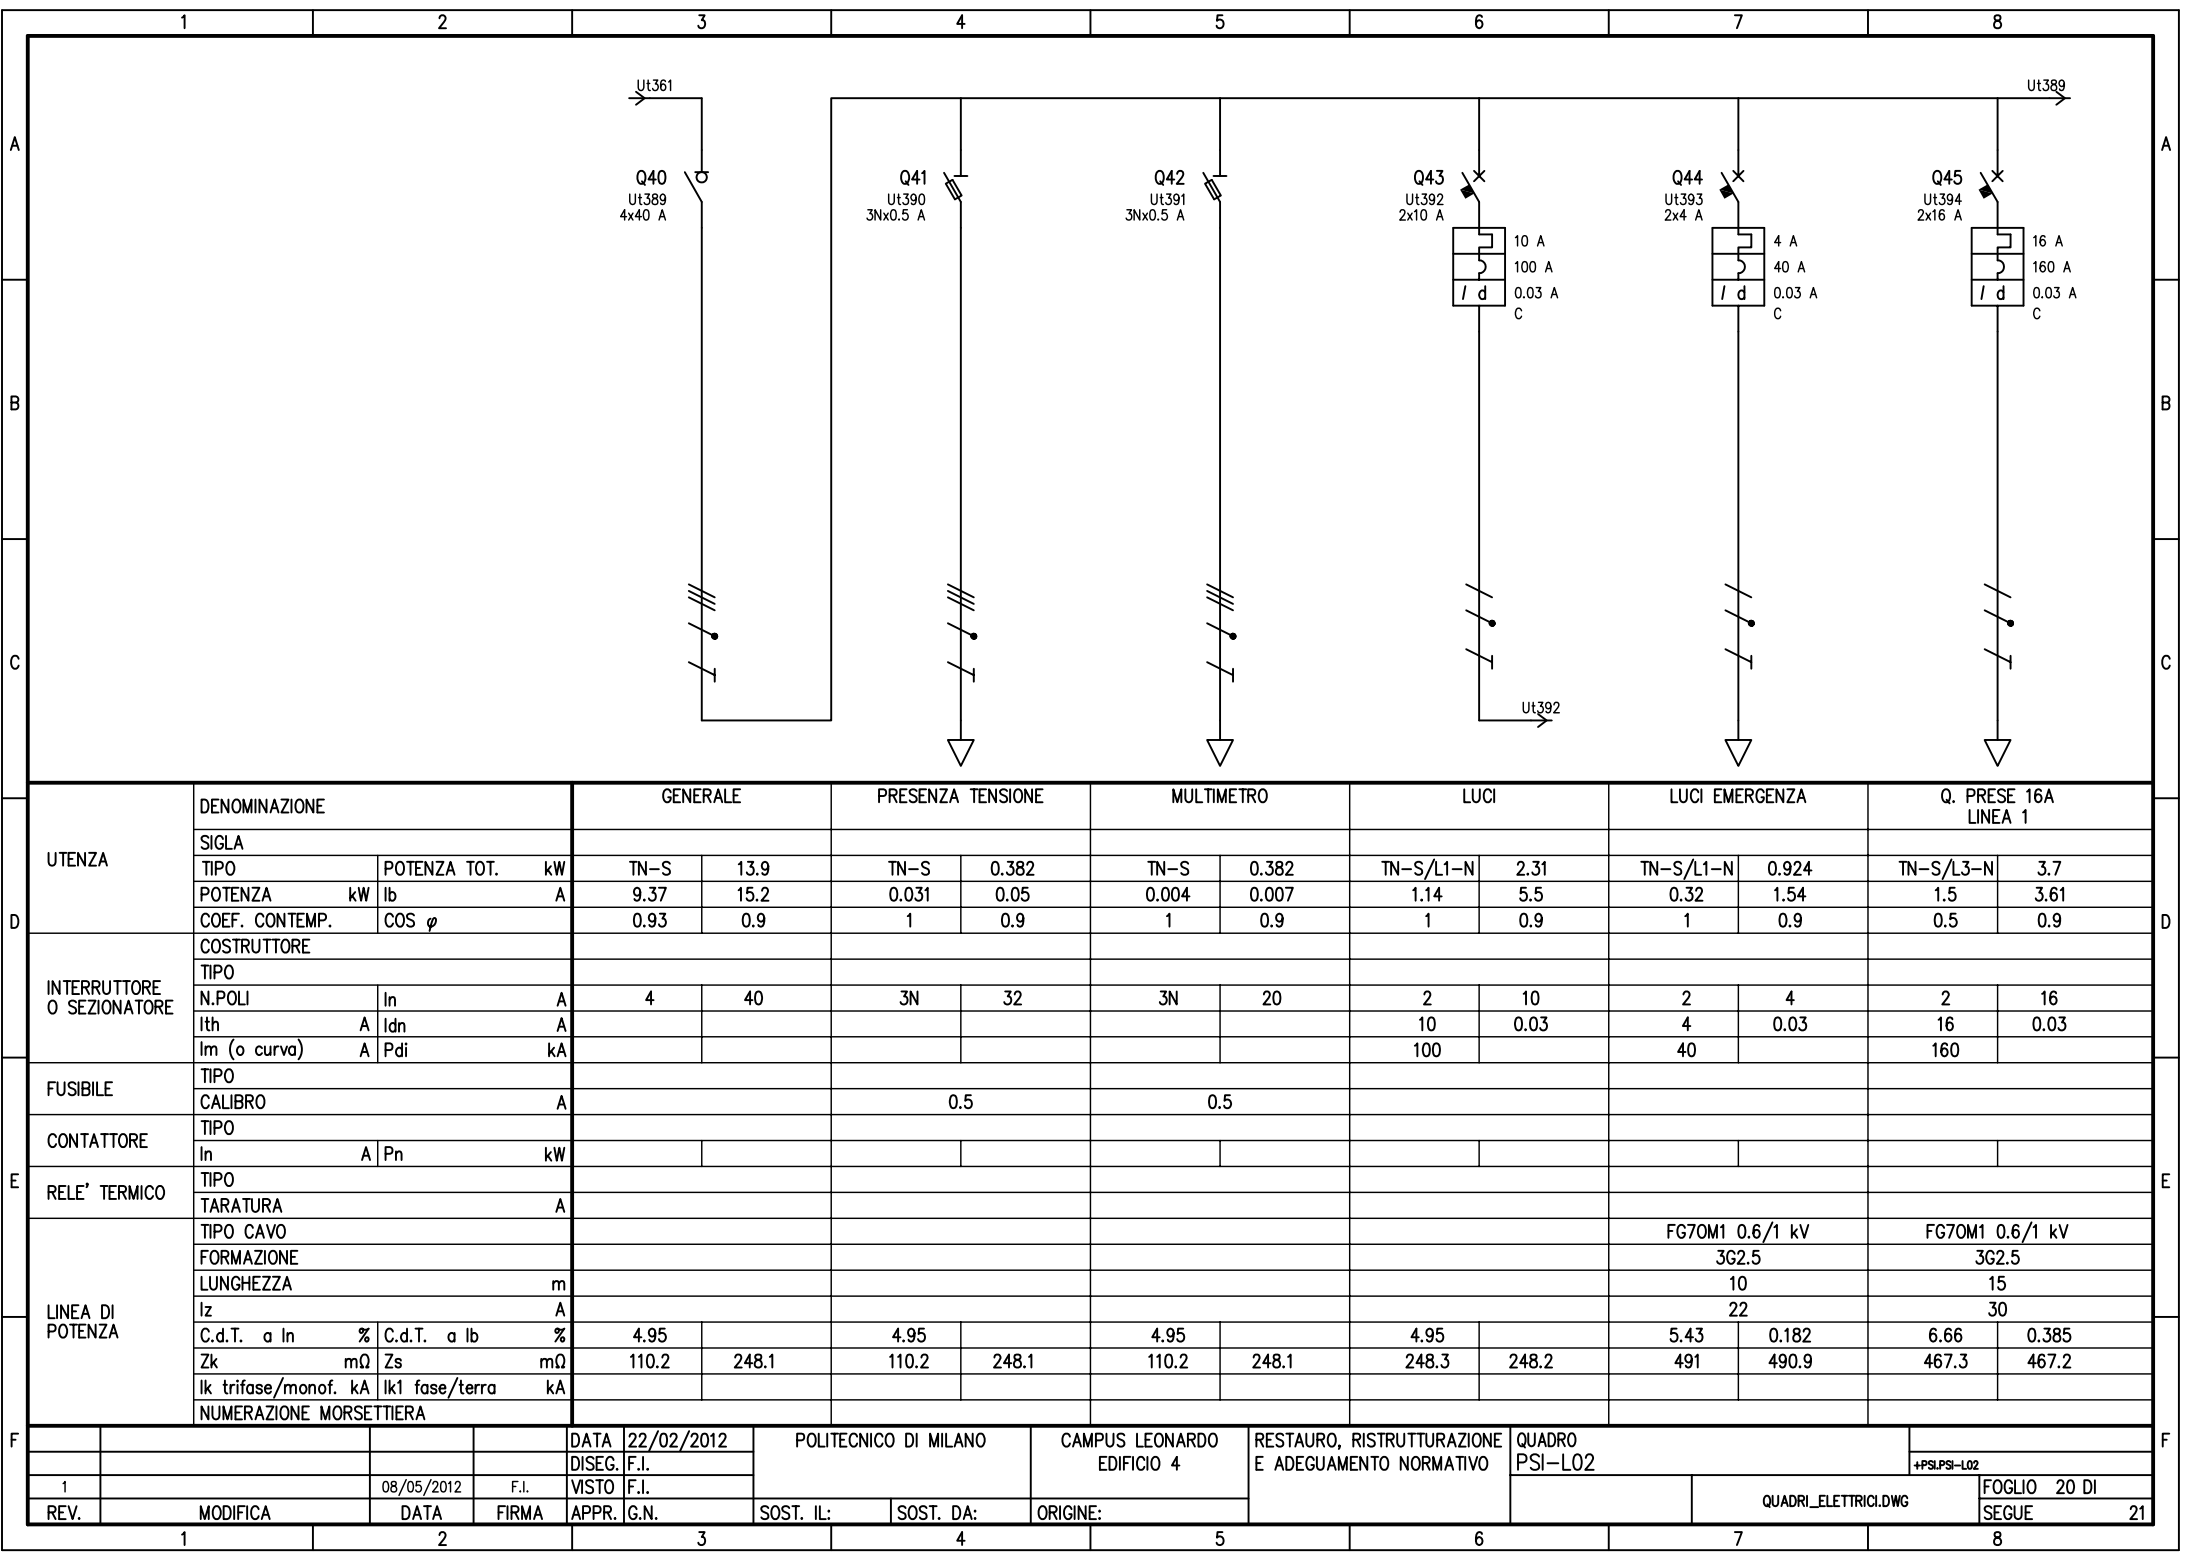 1 2 3 4 5 6 7 8
Ut361
Ut389
A A
Q40
Ut389
4x40 A
Q41
Ut390
3Nx0.5 A
Q42
Ut391
3Nx0.5 A
Q43
Ut392
2x10 A
10 A
100 A
I d 0.03 A
C
Q44
Ut393
2x4 A
4 A
40 A
I d 0.03 A
C
Q45
Ut394
2x16 A
16 A
160 A
I d 0.03 A
C
B B
C C
Ut392
UTENZA
DENOMINAZIONE GENERALE PRESENZA TENSIONE MULTIMETRO LUCI LUCI EMERGENZA Q. PRESE 16A
LINEA 1
SIGLA
TIPO POTENZA TOT. kW TN-S 13.9 TN-S 0.382 TN-S 0.382 TN-S/L1-N 2.31 TN-S/L1-N 0.924 TN-S/L3-N 3.7
POTENZA kW Ib A 9.37 15.2 0.031 0.05 0.004 0.007 1.14 5.5 0.32 1.54 1.5 3.61
D COEF. CONTEMP. COS φ 0.93 0.9 1 0.9 1 0.9 1 0.9 1 0.9 0.5 0.9 D
INTERRUTTORE
O SEZIONATORE
COSTRUTTORE
TIPO
N.POLI In A 4 40 3N 32 3N 20 2 10 2 4 2 16
Ith A Idn A 10 0.03 4 0.03 16 0.03
Im (o curva) A Pdi kA 100 40 160
FUSIBILE
TIPO
CALIBRO A 0.5 0.5
CONTATTORE
TIPO
In A Pn kW
E E
RELE' TERMICO
TIPO
TARATURA A
LINEA DI
POTENZA
TIPO CAVO FG7OM1 0.6/1 kV FG7OM1 0.6/1 kV
FORMAZIONE 3G2.5 3G2.5
LUNGHEZZA m 10 15
Iz A 22 30
C.d.T. a In % C.d.T. a Ib % 4.95 4.95 4.95 4.95 5.43 0.182 6.66 0.385
Zk mΩ Zs mΩ 110.2 248.1 110.2 248.1 110.2 248.1 248.3 248.2 491 490.9 467.3 467.2
Ik trifase/monof. kA Ik1 fase/terra kA
NUMERAZIONE MORSETTIERA
F F
DATA 22/02/2012
DISEG. F.I.
1 08/05/2012 F.I. VISTO F.I.
REV. MODIFICA DATA FIRMA APPR. G.N.
POLITECNICO DI MILANO
SOST. IL: SOST. DA:
CAMPUS LEONARDO
EDIFICIO 4
ORIGINE:
RESTAURO, RISTRUTTURAZIONE
E ADEGUAMENTO NORMATIVO
QUADRO
PSI-L02
+PSI.PSI-L02
QUADRI_ELETTRICI.DWG
FOGLIO 20 DI
SEGUE 21
1 2 3 4 5 6 7 8